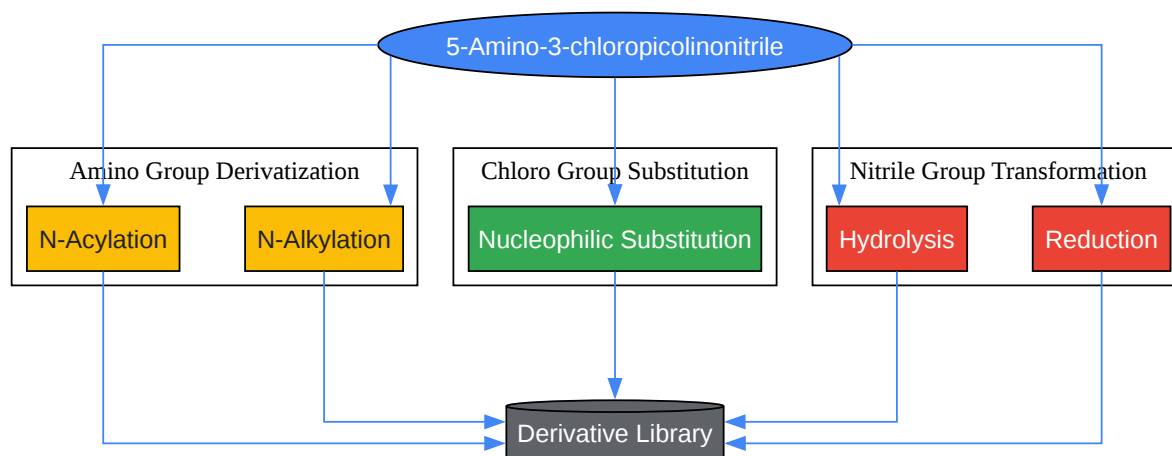 5-Amino-3-chloropicolinonitrile
Amino Group Derivatization
Chloro Group Substitution
Nitrile Group Transformation
N-Acylation
N-Alkylation
Nucleophilic Substitution
Hydrolysis
Reduction
Derivative Library